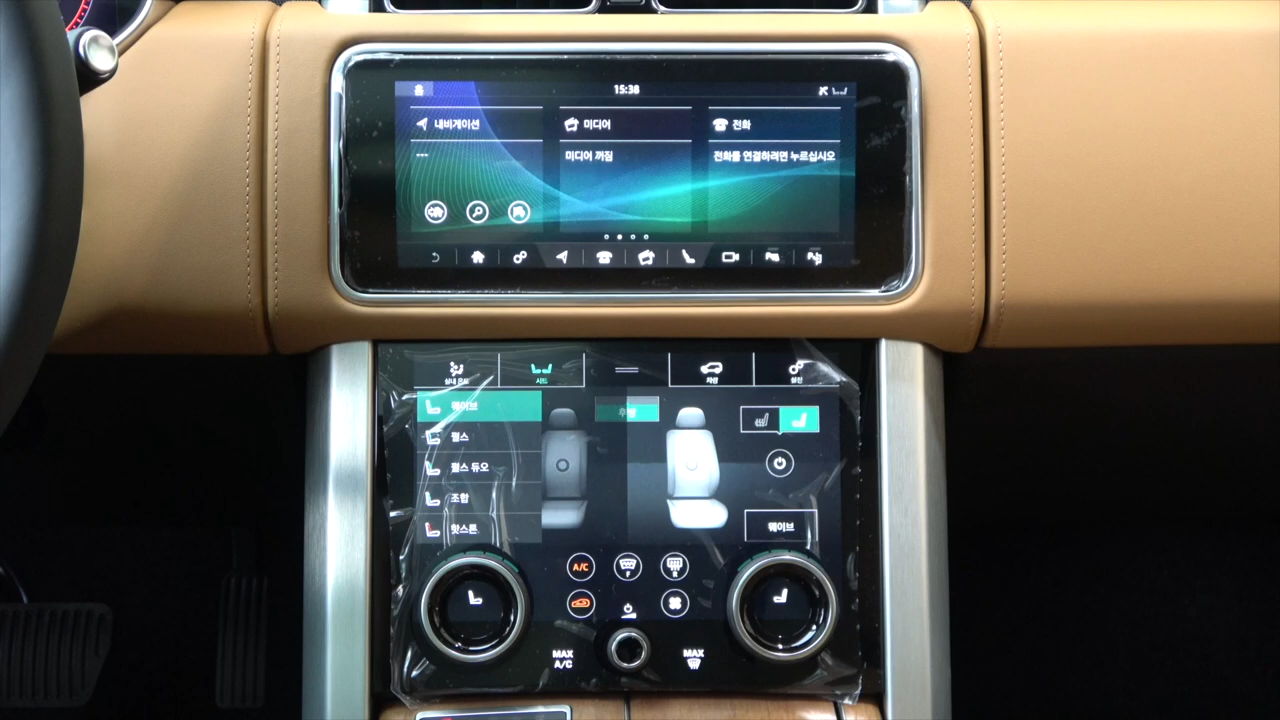 홈
15:38
내비게이션
미디어
전화
---
미디어 꺼짐
전화를 연결하려면 누르십시오
실내 온도
시트
차량
설정
웨이브
펄스
펄스 듀오
조합
핫스톤
웨이브
A/C
F
R
MAX
A/C
MAX